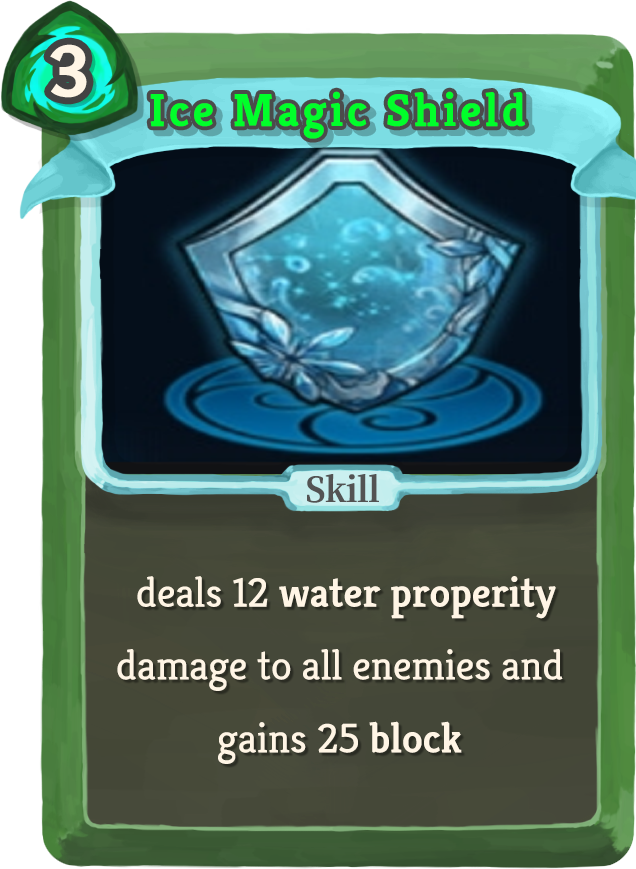 3
Ice Magic Shield
Skill
deals 12 water properity
damage to all enemies and
gains 25 block